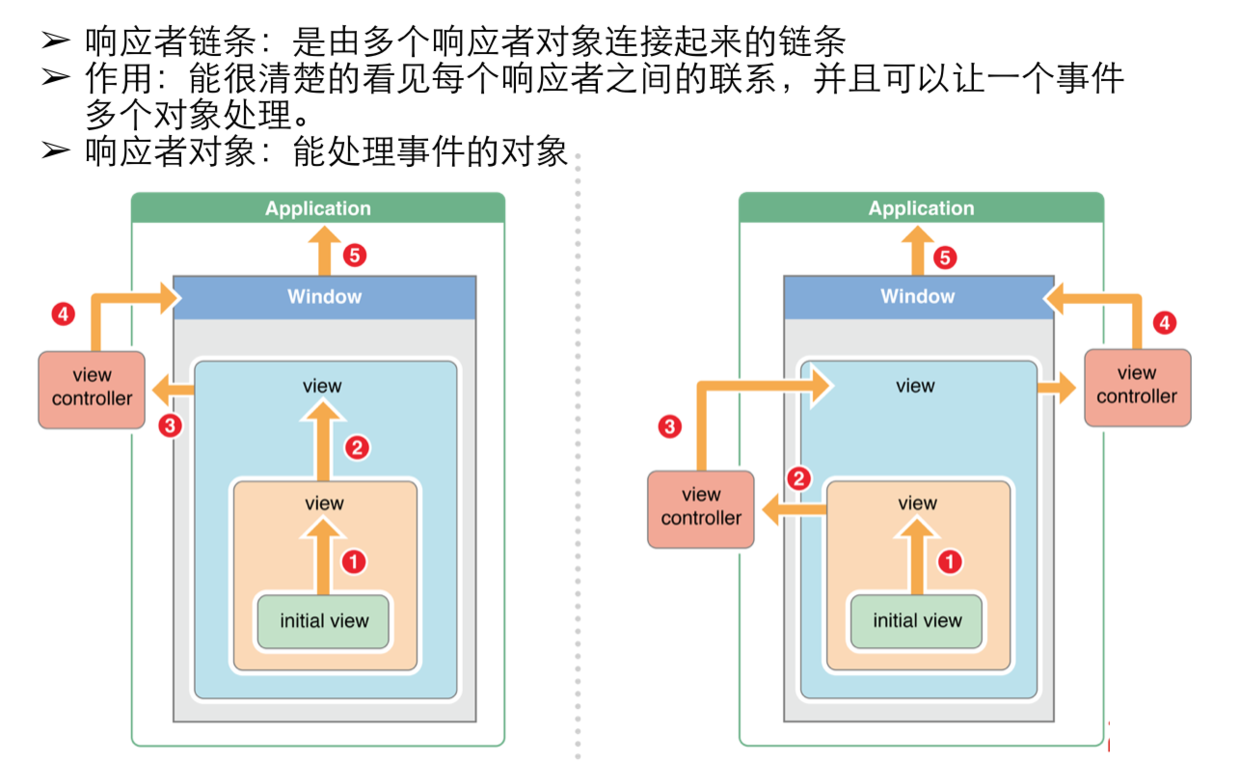 ➢ 响应者链条：是由多个响应者对象连接起来的链条
➢ 作用：能很清楚的看见每个响应者之间的联系，并且可以让一个事件
多个对象处理。
➢ 响应者对象：能处理事件的对象
Application
5
Window
4
view
controller
3
view
2
view
1
initial view
Application
5
Window
4
view
controller
view
3
2
view
controller
view
1
initial view